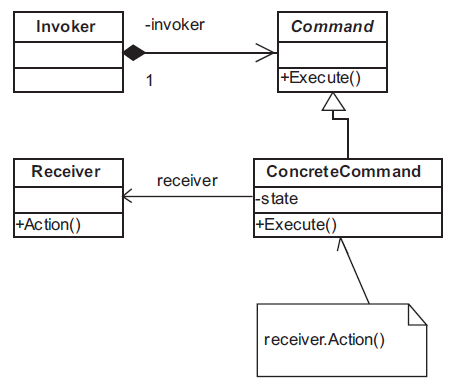 Invoker
-invoker
1
Command
+Execute()
Receiver
+Action()
receiver
ConcreteCommand
-state
+Execute()
receiver.Action()